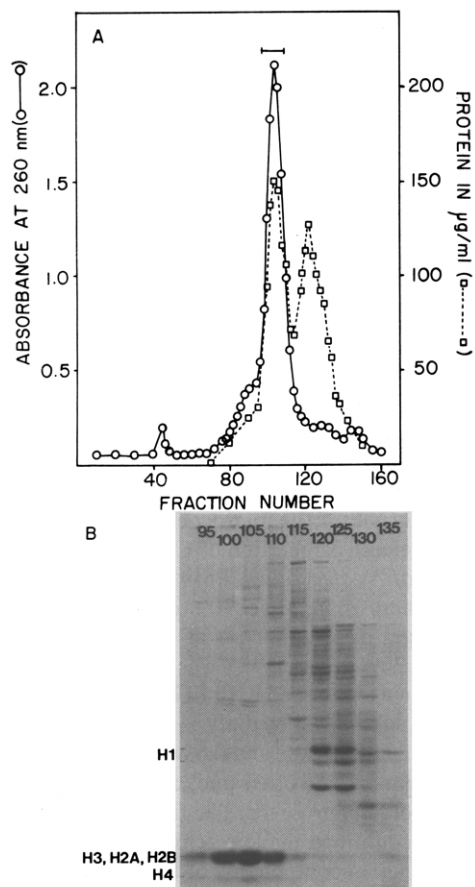 A
ABSORBANCE AT 260 nm(o—o)
2.0
1.5
1.0
0.5
200
150
100
50
PROTEIN IN µg/ml (□----□)
40 80 120 160
FRACTION NUMBER
B
95 100 105 110 115 120 125 130 135
H1
H3, H2A, H2B
H4